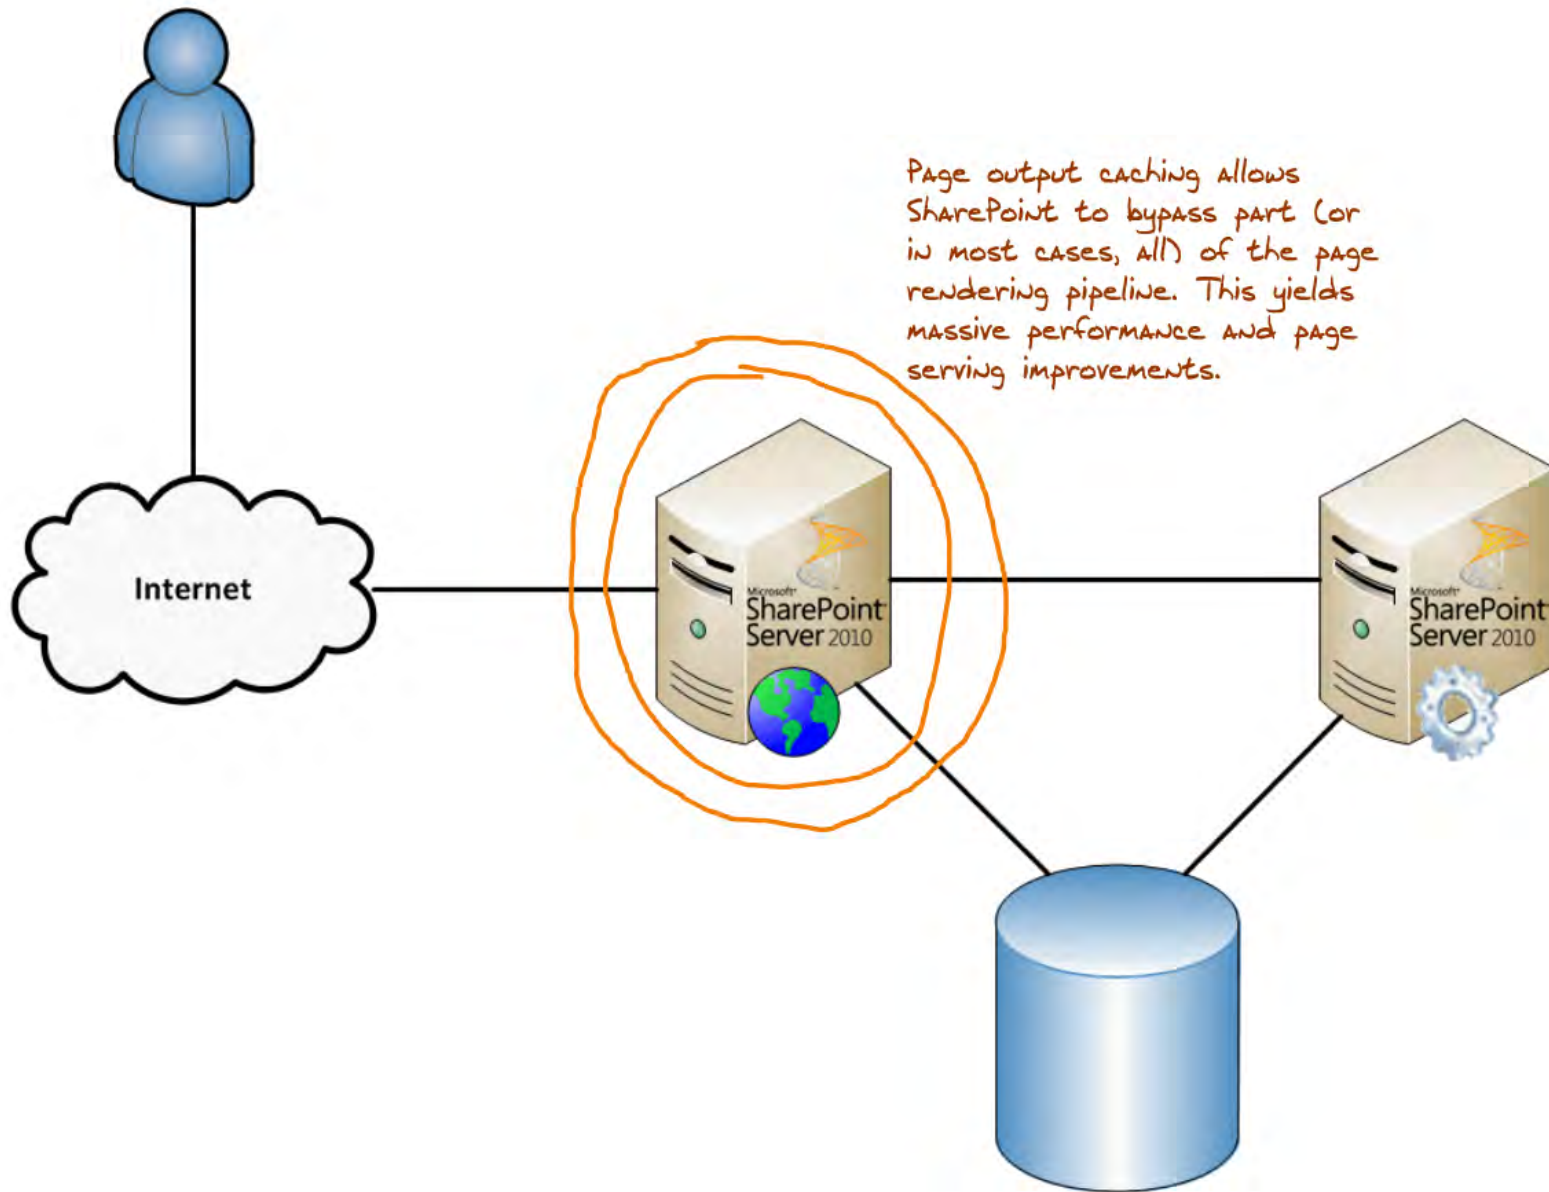 Page output caching allows
SharePoint to bypass part (or
in most cases, all) of the page
rendering pipeline. This yields
massive performance and page
serving improvements.
Internet
Microsoft®
SharePoint®
Server 2010
Microsoft®
SharePoint
Server 2010